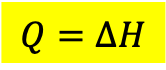 Q = ΔH